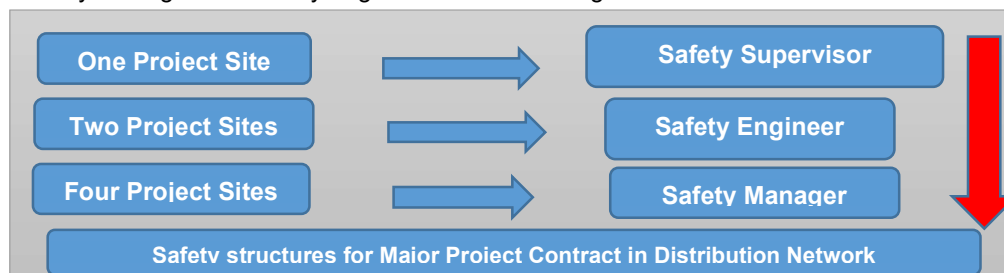 One Project Site
Safety Supervisor
Two Project Sites
Safety Engineer
Four Project Sites
Safety Manager
Safety structures for Major Project Contract in Distribution Network